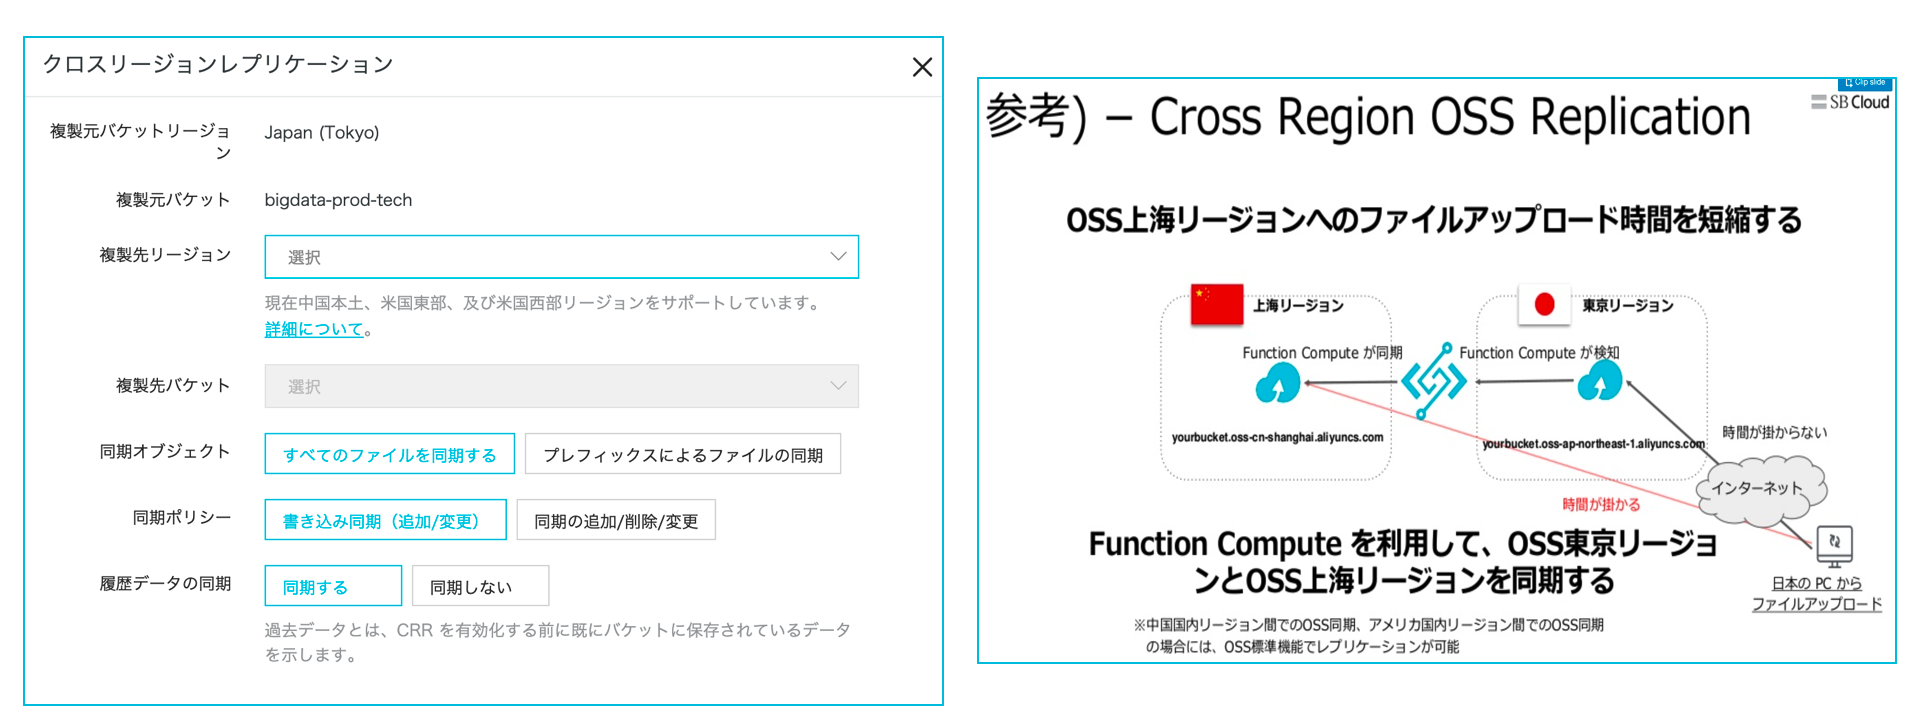 クロスリージョンレプリケーション
複製元バケットリージョ
ン
Japan (Tokyo)
複製元バケット
bigdata-prod-tech
複製先リージョン
選択
現在中国本土、米国東部、及び米国西部リージョンをサポートしています。
詳細について。
複製先バケット
選択
同期オブジェクト
すべてのファイルを同期する
プレフィックスによるファイルの同期
同期ポリシー
書き込み同期（追加/変更）
同期の追加/削除/変更
履歴データの同期
同期する
同期しない
過去データとは、CRR を有効化する前に既にバケットに保存されているデータ
を示します。
Clip slide
SB Cloud
参考) – Cross Region OSS Replication
OSS上海リージョンへのファイルアップロード時間を短縮する
上海リージョン
東京リージョン
Function Compute が同期
Function Compute が検知
yourbucket.oss-cn-shanghai.aliyuncs.com
yourbucket.oss-ap-northeast-1.aliyuncs.com
時間が掛からない
インターネット
時間が掛かる
Function Compute を利用して、OSS東京リージョ
ンとOSS上海リージョンを同期する
日本の PC から
ファイルアップロード
※中国国内リージョン間でのOSS同期、アメリカ国内リージョン間でのOSS同期
の場合には、OSS標準機能でレプリケーションが可能